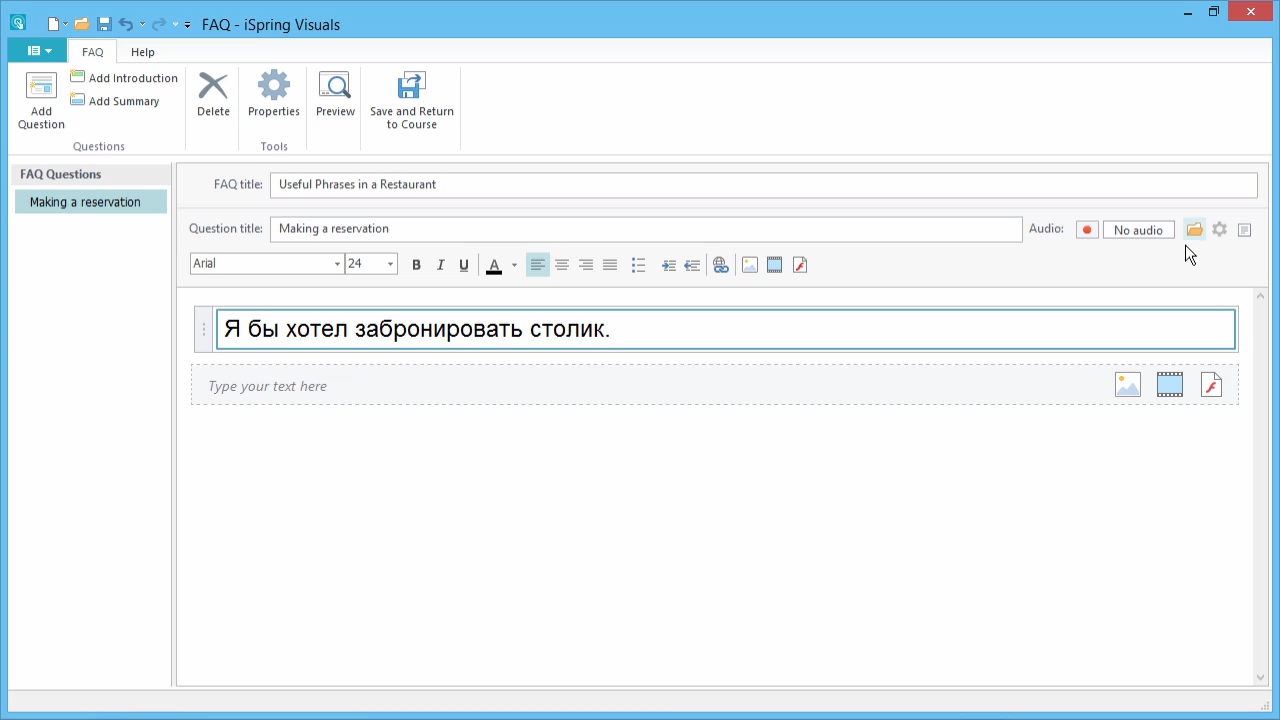 FAQ - iSpring Visuals
FAQ
Help
Add Question
Add Introduction
Add Summary
Questions
Delete
Properties
Tools
Preview
Save and Return
to Course
FAQ Questions
Making a reservation
FAQ title:
Useful Phrases in a Restaurant
Question title:
Making a reservation
Audio:
No audio
Arial
24
B
I
U
A
Я бы хотел забронировать столик.
Type your text here